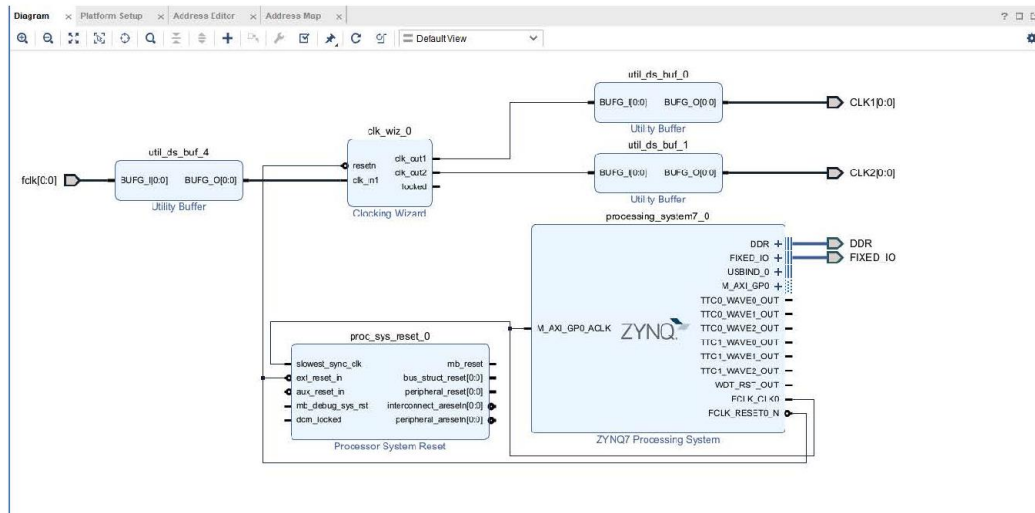 Diagram × Platform Setup × Address Editor × Address Map ×
? 
Default View
util_ds_buf_4
fclk[0:0]
BUFG_I[0:0] BUFG_O[0:0]
Utility Buffer
clk_wiz_0
resetn
clk_in1
clk_out1
clk_out2
locked
Clocking Wizard
util_ds_buf_0
BUFG_I[0:0] BUFG_O[0:0]
Utility Buffer
CLK1[0:0]
util_ds_buf_1
BUFG_I[0:0] BUFG_O[0:0]
Utility Buffer
CLK2[0:0]
processing_system7_0
M_AXI_GP0_ACLK
ZYNQ
DDR
FIXED_IO
USBIND_0
M_AXI_GP0
TTC0_WAVE0_OUT
TTC0_WAVE1_OUT
TTC0_WAVE2_OUT
TTC1_WAVE0_OUT
TTC1_WAVE1_OUT
TTC1_WAVE2_OUT
WDT_RST_OUT
FCLK_CLK0
FCLK_RESET0_N
ZYNQ7 Processing System
DDR
FIXED_IO
proc_sys_reset_0
slowest_sync_clk
ext_reset_in
aux_reset_in
mb_debug_sys_rst
dcm_locked
mb_reset
bus_struct_reset[0:0]
peripheral_reset[0:0]
interconnect_aresetn[0:0]
peripheral_aresetn[0:0]
Processor System Reset